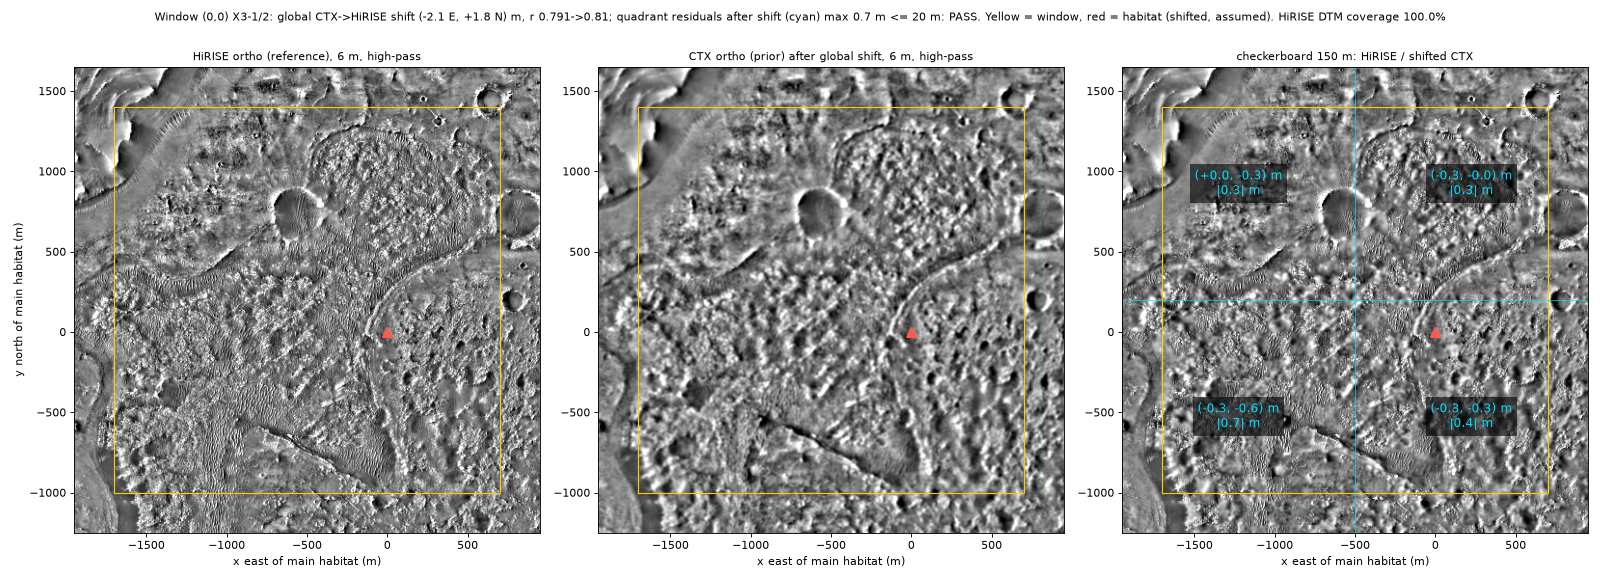 Window (0,0) X3-1/2: global CTX->HiRISE shift (-2.1 E, +1.8 N) m, r 0.791->0.81; quadrant residuals after shift (cyan) max 0.7 m <= 20 m: PASS. Yellow = window, red = habitat (shifted, assumed). HiRISE DTM coverage 100.0%
HiRISE ortho (reference), 6 m, high-pass
1500
1000
500
0
−500
−1000
y north of main habitat (m)
−1500
−1000
−500
0
500
x east of main habitat (m)
CTX ortho (prior) after global shift, 6 m, high-pass
1500
1000
500
0
−500
−1000
−1500
−1000
−500
0
500
x east of main habitat (m)
checkerboard 150 m: HiRISE / shifted CTX
1500
1000
500
0
−500
−1000
(+0.0, -0.3) m
|0.3| m
(-0.3, -0.0) m
|0.3| m
(-0.3, -0.6) m
|0.7| m
(-0.3, -0.3) m
|0.4| m
−1500
−1000
−500
0
500
x east of main habitat (m)